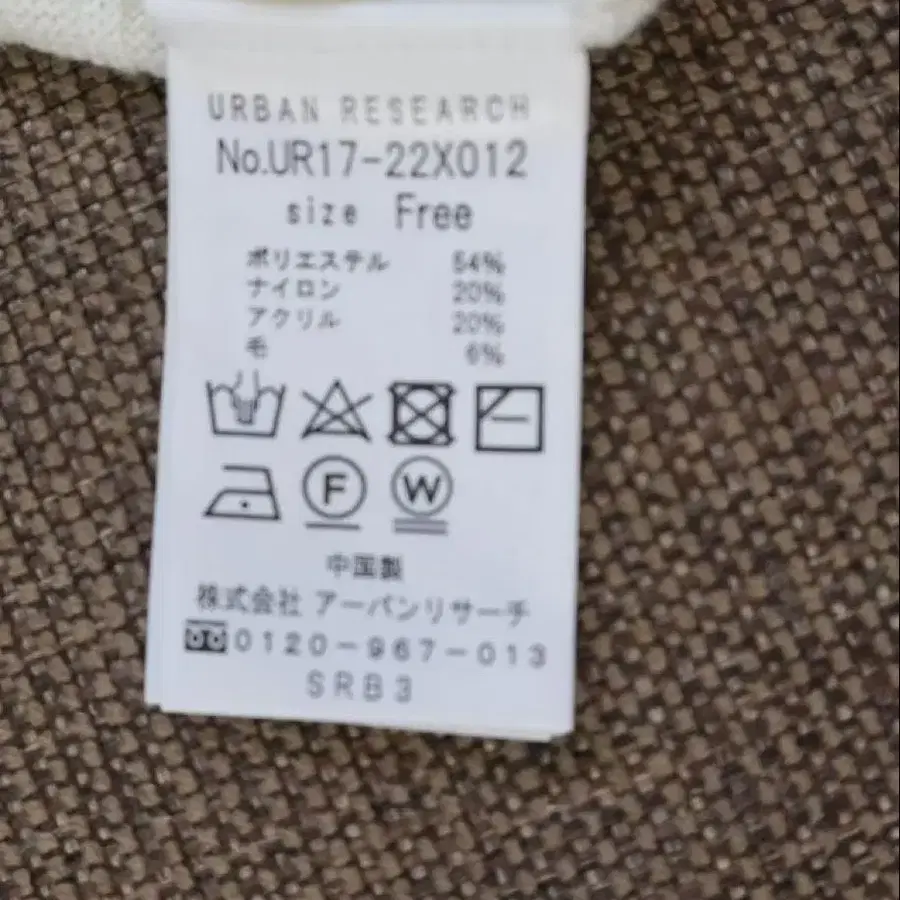 URBAN RESEARCH
No.UR17-22X012
size Free
ポリエステル 54%
ナイロン 20%
アクリル 20%
毛 6%
F W
中国製
株式会社 アーバンリサーチ
0120-967-013
SRB3